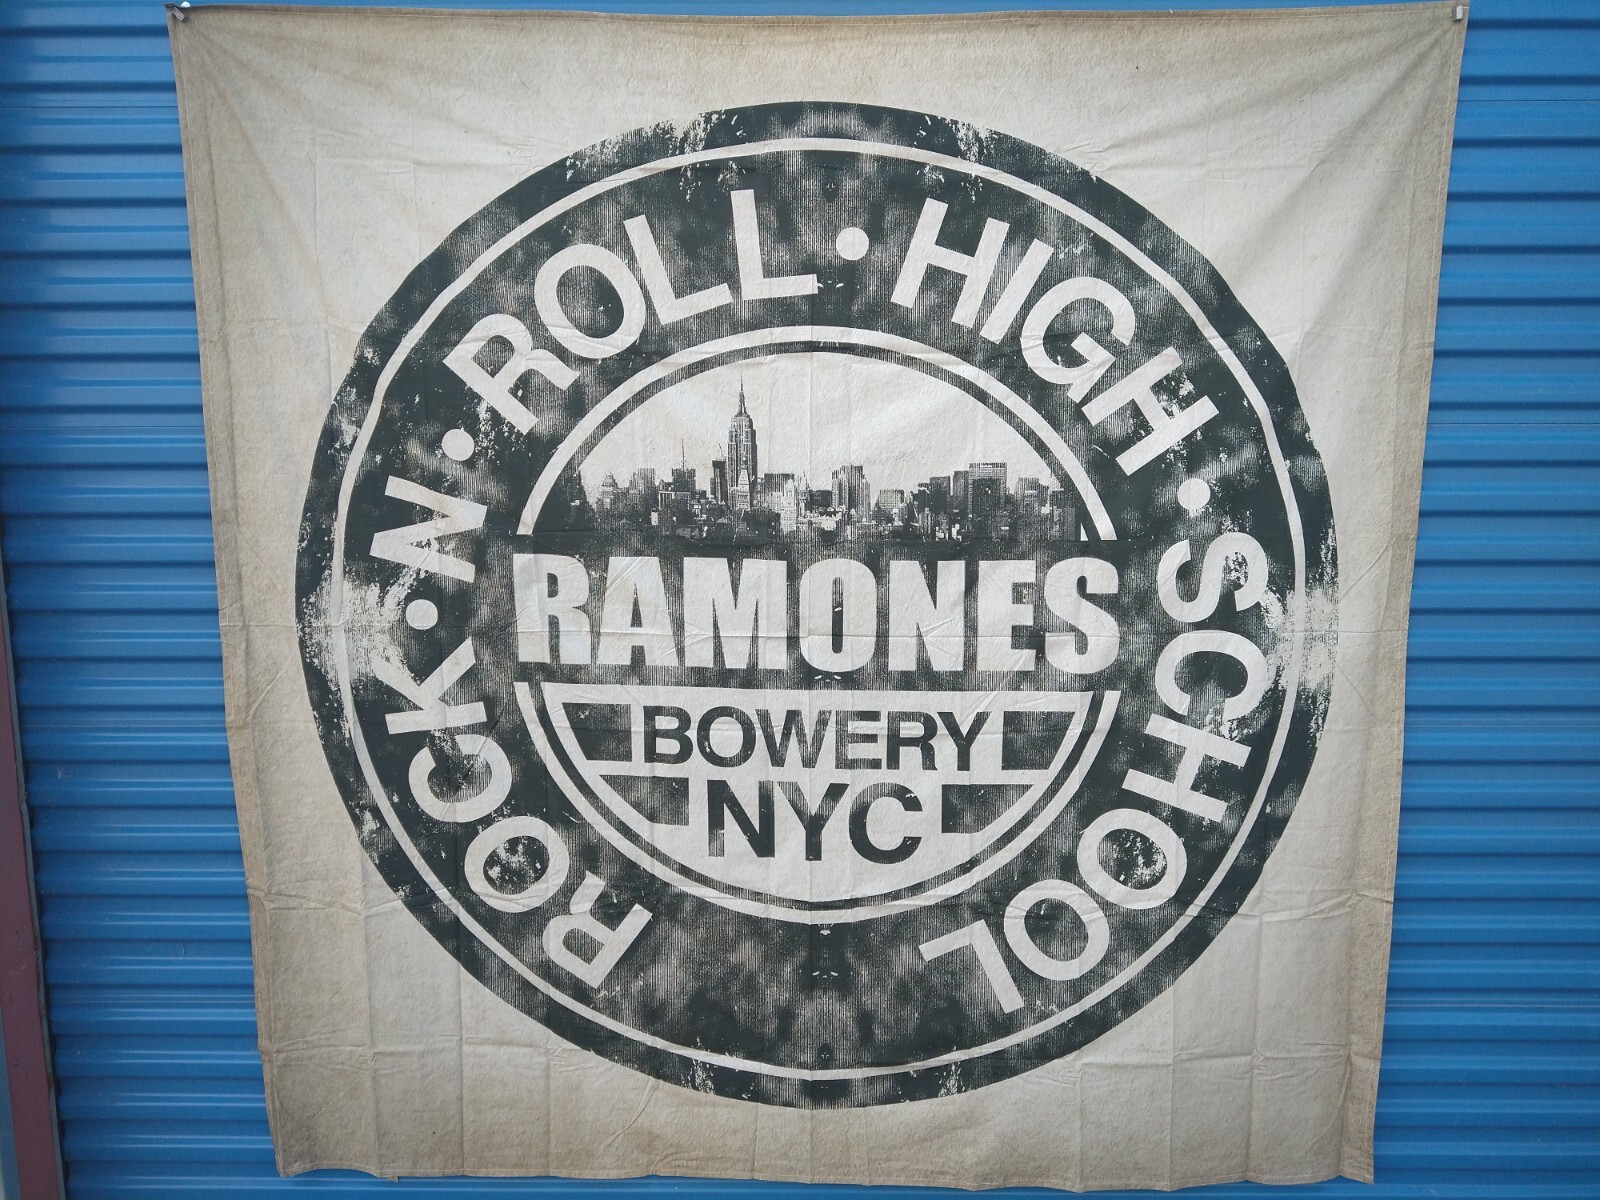 ROCK • N • ROLL • HIGH • SCHOOL
RAMONES
BOWERY
NYC